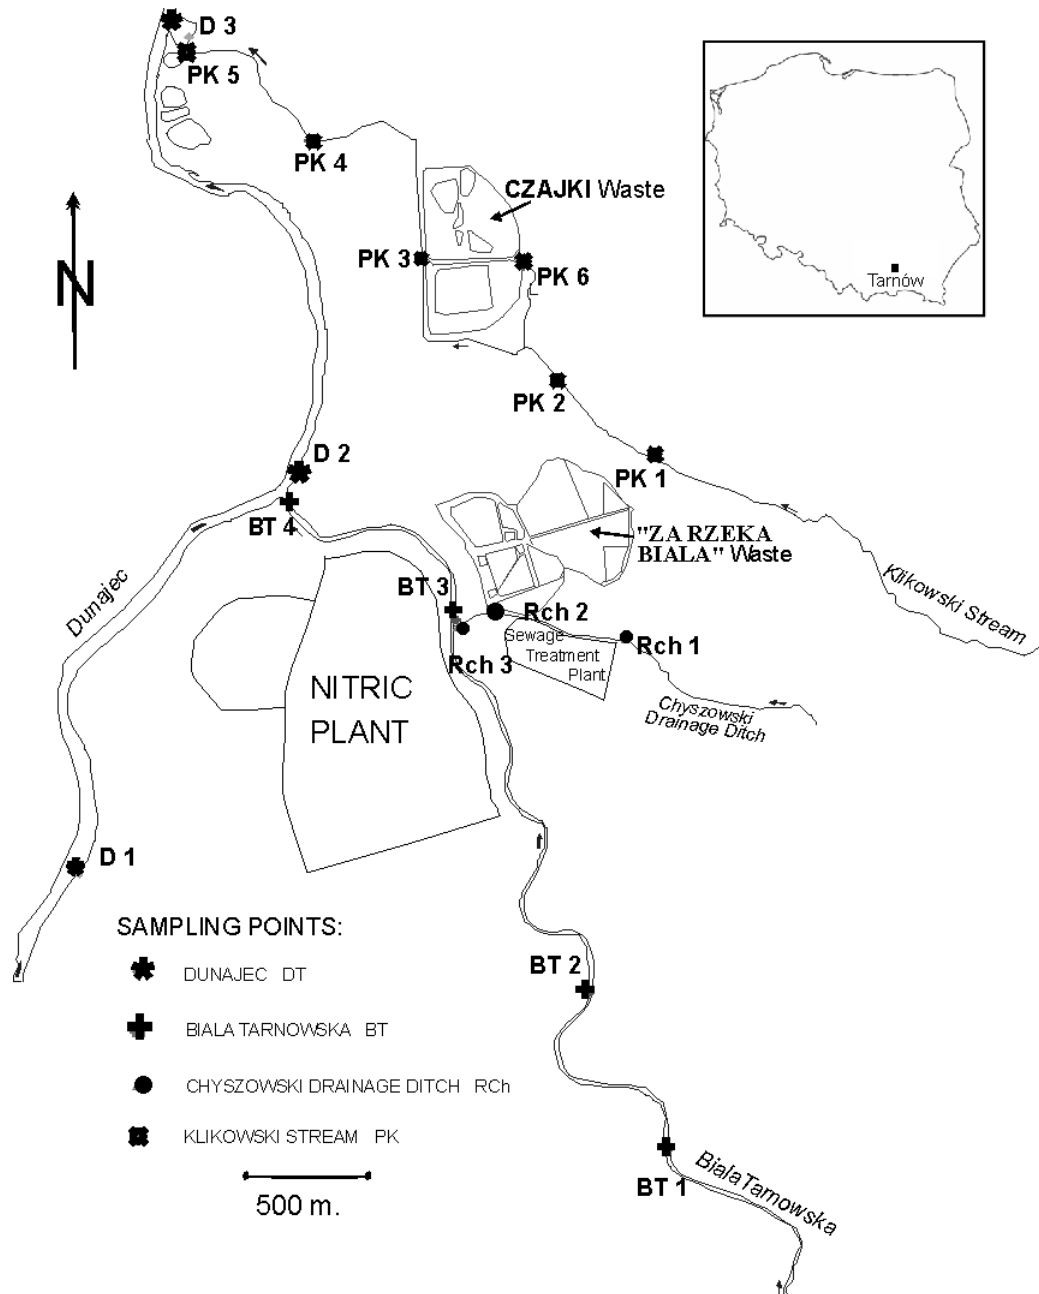 D 3
PK 5
PK 4
CZAJKI Waste
PK 3
PK 6
Tarnów
N
PK 2
D 2
PK 1
BT 4
"ZA RZEKA
BIALA" Waste
Dunajec
BT 3
Rch 2
Klikowski Stream
Sewage
Treatment
Plant
Rch 1
Rch 3
NITRIC
PLANT
Chyszowski
Drainage Ditch
D 1
SAMPLING POINTS:
DUNAJEC DT
BT 2
BIALA TARNOWSKA BT
CHYSZOWSKI DRAINAGE DITCH RCh
KLIKOWSKI STREAM PK
500 m.
BT 1
Biala Tarnowska